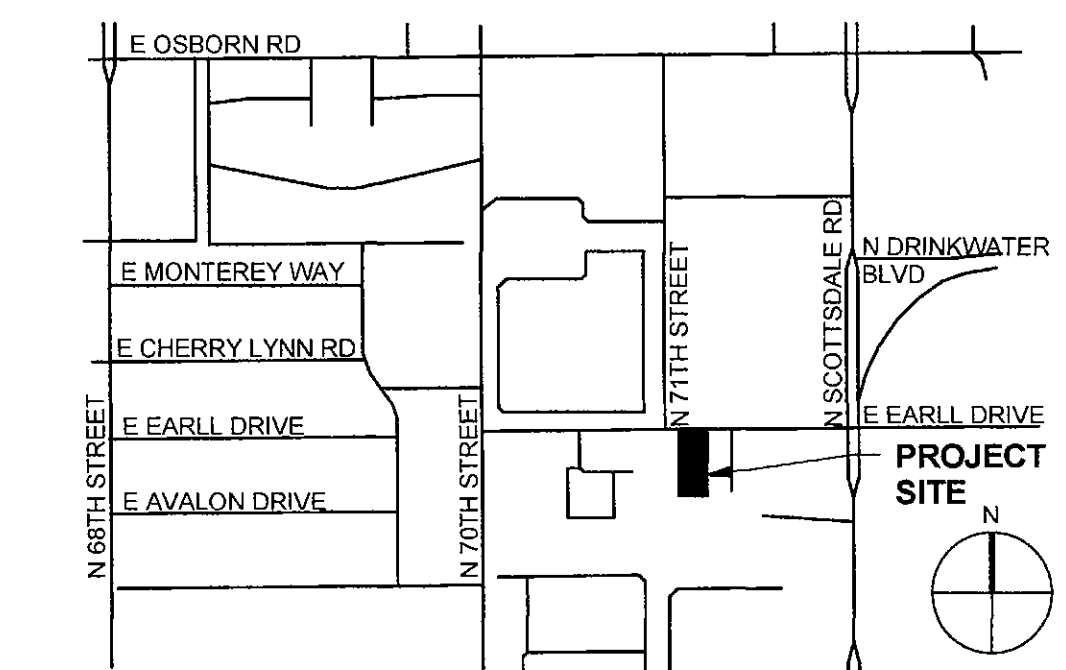 E OSBORN RD
N DRINKWATER
BLVD
E MONTEREY WAY
E CHERRY LYNN RD
N 71TH STREET
N SCOTTSDALE RD
E EARLL DRIVE
E EARLL DRIVE
N 68TH STREET
N 70TH STREET
PROJECT
SITE
E AVALON DRIVE
N